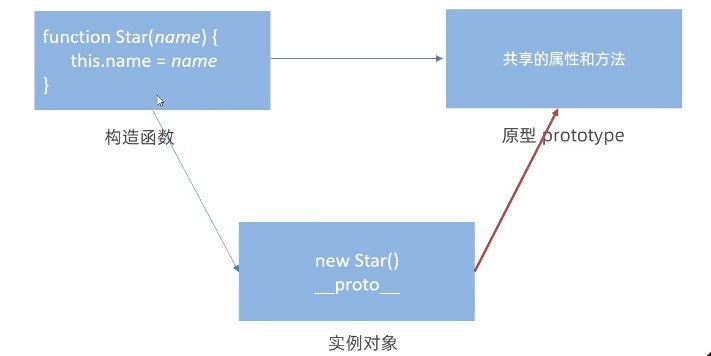 function Star(name) {
this.name = name
}
共享的属性和方法
构造函数
原型 prototype
new Star()
__proto__
实例对象